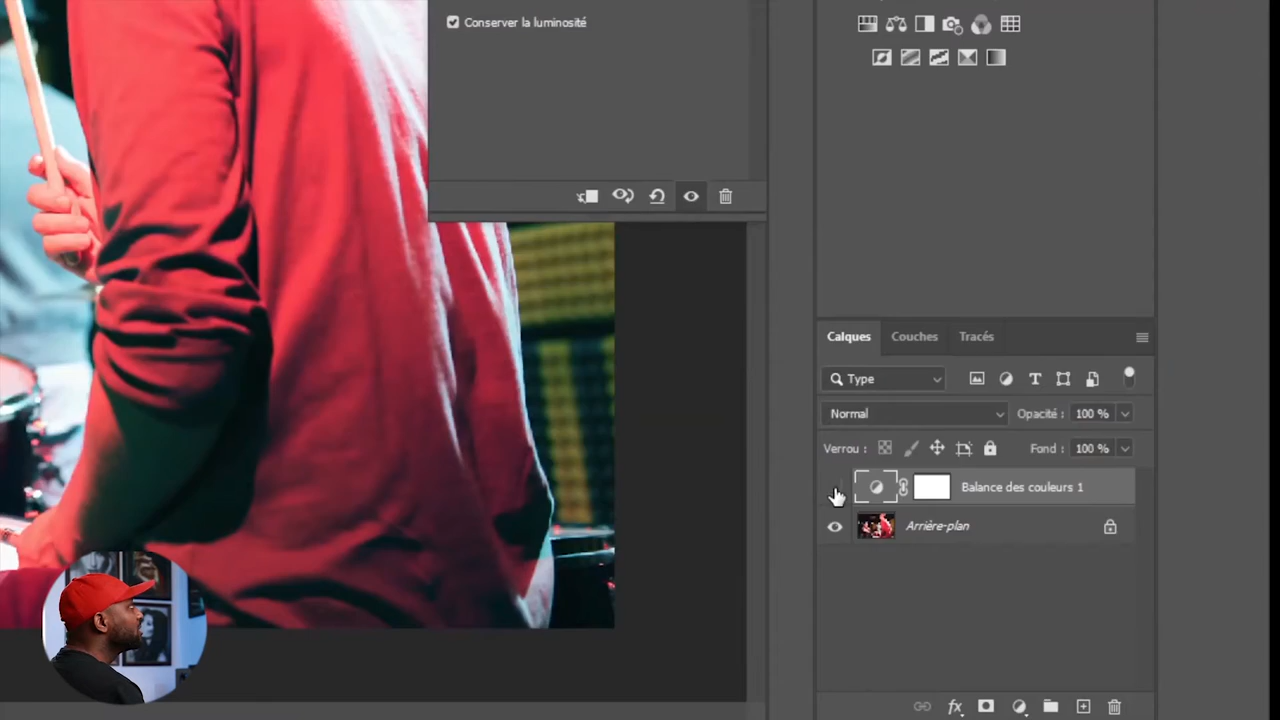 Conserver la luminosité
Calques Couches Tracés
Type
Normal Opacité : 100 %
Verrou : Fond : 100 %
Balance des couleurs 1
Arrière-plan
fx